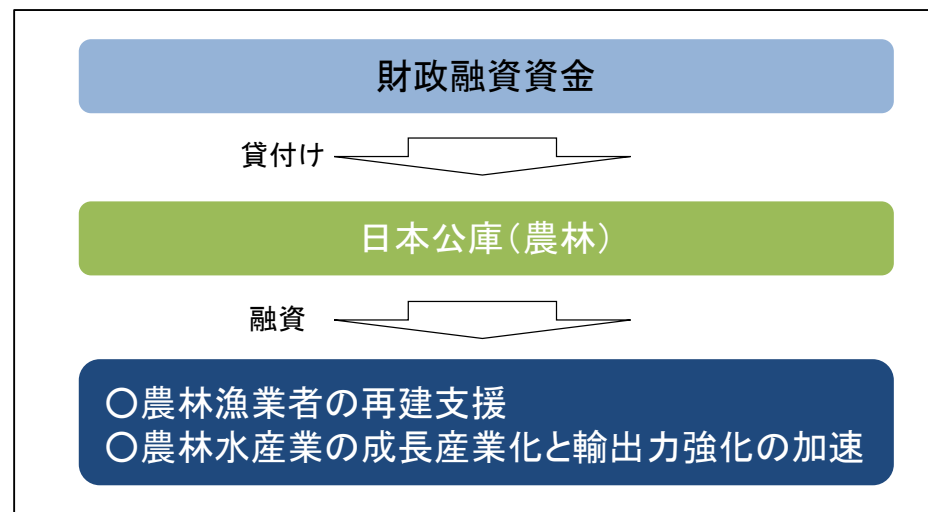 財政融資資金
貸付け
日本公庫（農林）
融資
○農林漁業者の再建支援
○農林水産業の成長産業化と輸出力強化の加速